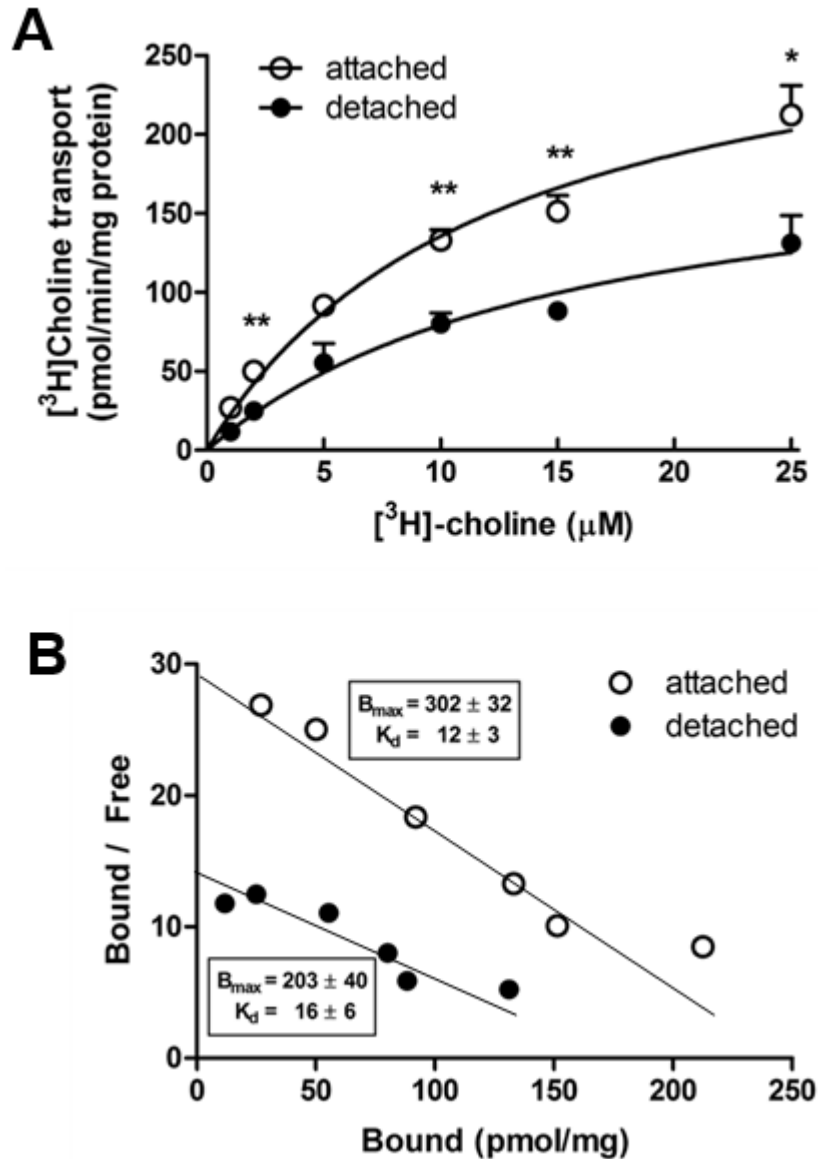 A
[³H]Choline transport
(pmol/min/mg protein)
250
200
150
100
50
0
attached
detached
**
**
**
*
0 5 10 15 20 25
[³H]-choline (μM)
B
Bound / Free
30
20
10
0
Bmax = 302 ± 32
Kd = 12 ± 3
attached
detached
Bmax = 203 ± 40
Kd = 16 ± 6
0 50 100 150 200 250
Bound (pmol/mg)